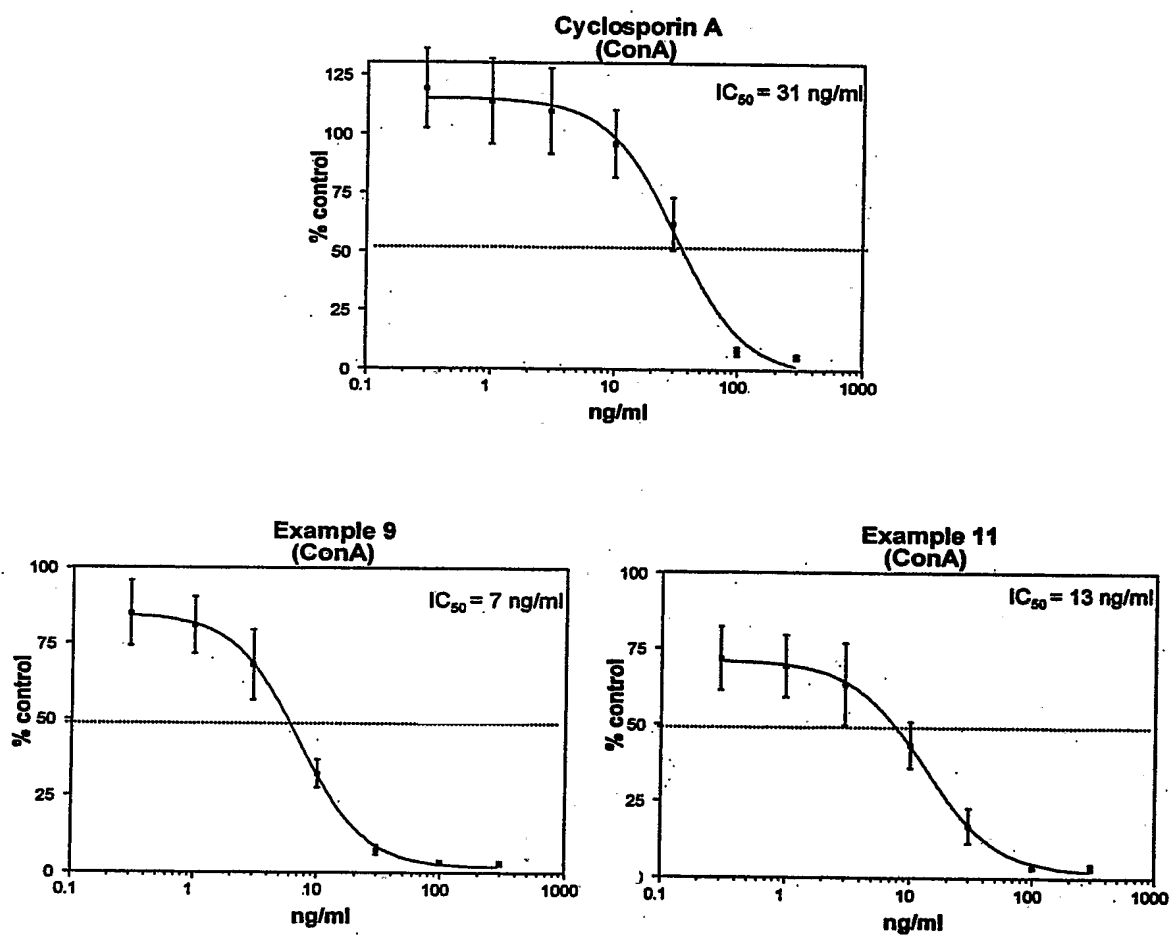 Cyclosporin A
(ConA)
IC50 = 31 ng/ml
% control
125
100
75
50
25
0
0.1
1
10
100.
1000
ng/ml
Example 9
(ConA)
IC50 = 7 ng/ml
% control
100
75
50
25
0
0.1
1
10
100
1000
ng/ml
Example 11
(ConA)
IC50 = 13 ng/ml
% control
100
75
50
25
0.1
1
10
100
1000
ng/ml